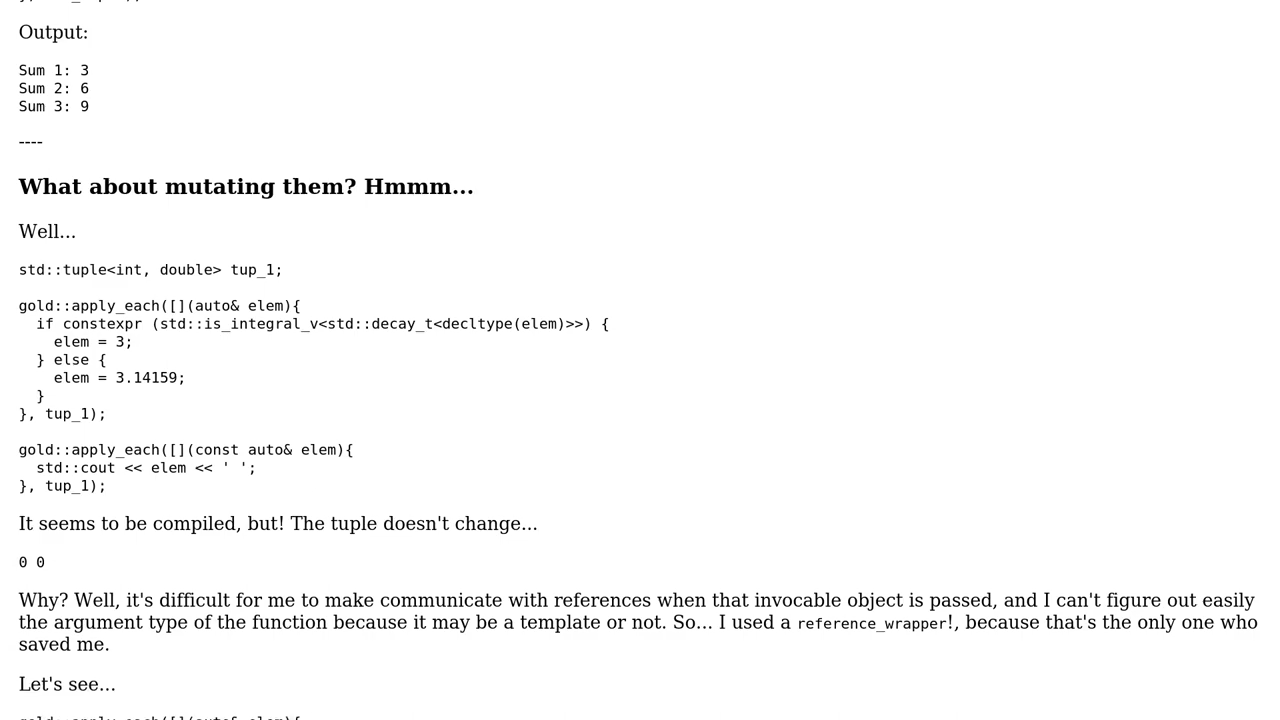 Output:
Sum 1: 3
Sum 2: 6
Sum 3: 9
----
What about mutating them? Hmmm...
Well...
std::tuple<int, double> tup_1;
gold::apply_each([](auto& elem){
  if constexpr (std::is_integral_v<std::decay_t<decltype(elem)>>) {
    elem = 3;
  } else {
    elem = 3.14159;
  }
}, tup_1);
gold::apply_each([](const auto& elem){
  std::cout << elem << ' ';
}, tup_1);
It seems to be compiled, but! The tuple doesn't change...
0 0
Why? Well, it's difficult for me to make communicate with references when that invocable object is passed, and I can't figure out easily
the argument type of the function because it may be a template or not. So... I used a reference_wrapper!, because that's the only one who
saved me.
Let's see...